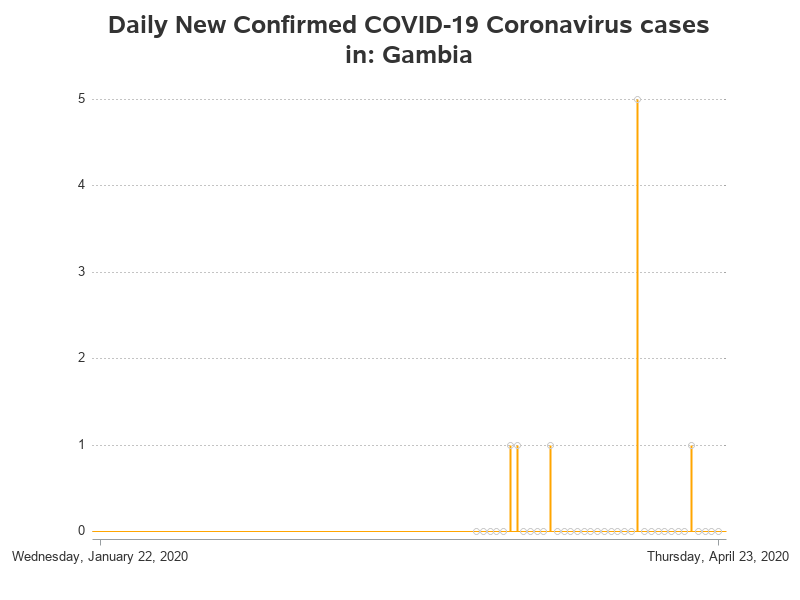 Daily New Confirmed COVID-19 Coronavirus cases
in: Gambia
5
4
3
2
1
0
Wednesday, January 22, 2020
Thursday, April 23, 2020